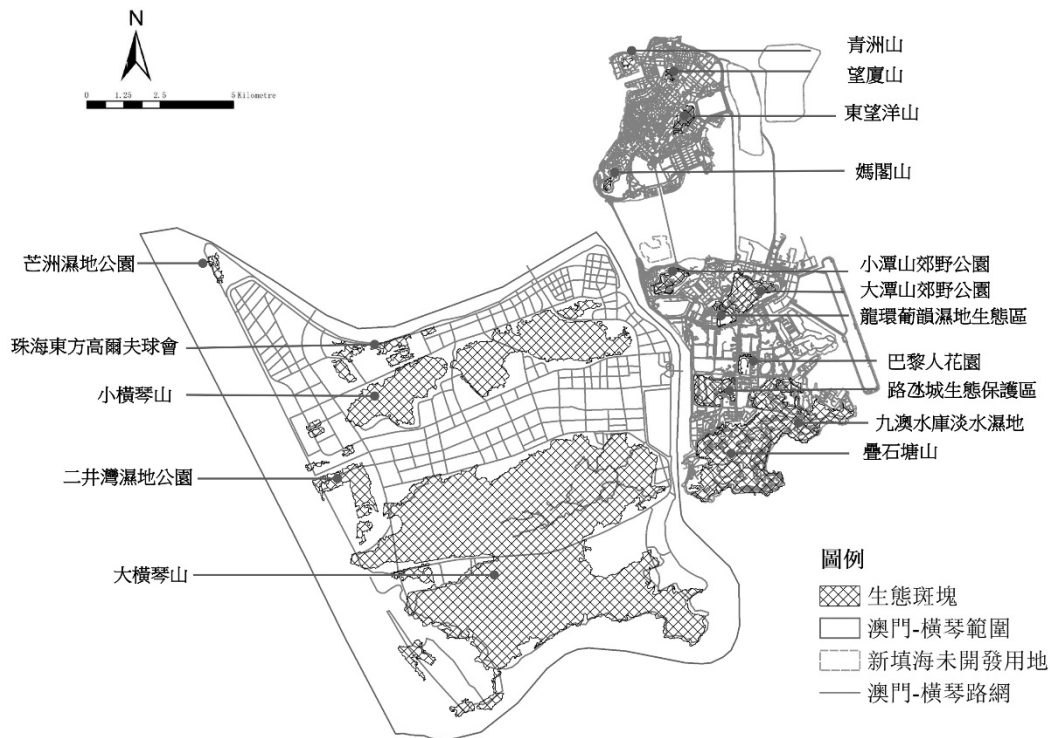 N
0 1.25 2.5 5 Kilometre
青洲山
望廈山
東望洋山
媽閣山
小潭山郊野公園
大潭山郊野公園
龍環葡韻濕地生態區
巴黎人花園
路氹城生態保護區
九澳水庫淡水濕地
疊石塘山
芒洲濕地公園
珠海東方高爾夫球會
小橫琴山
二井灣濕地公園
大橫琴山
圖例
生態斑塊
澳門-橫琴範圍
新填海未開發用地
澳門-橫琴路網